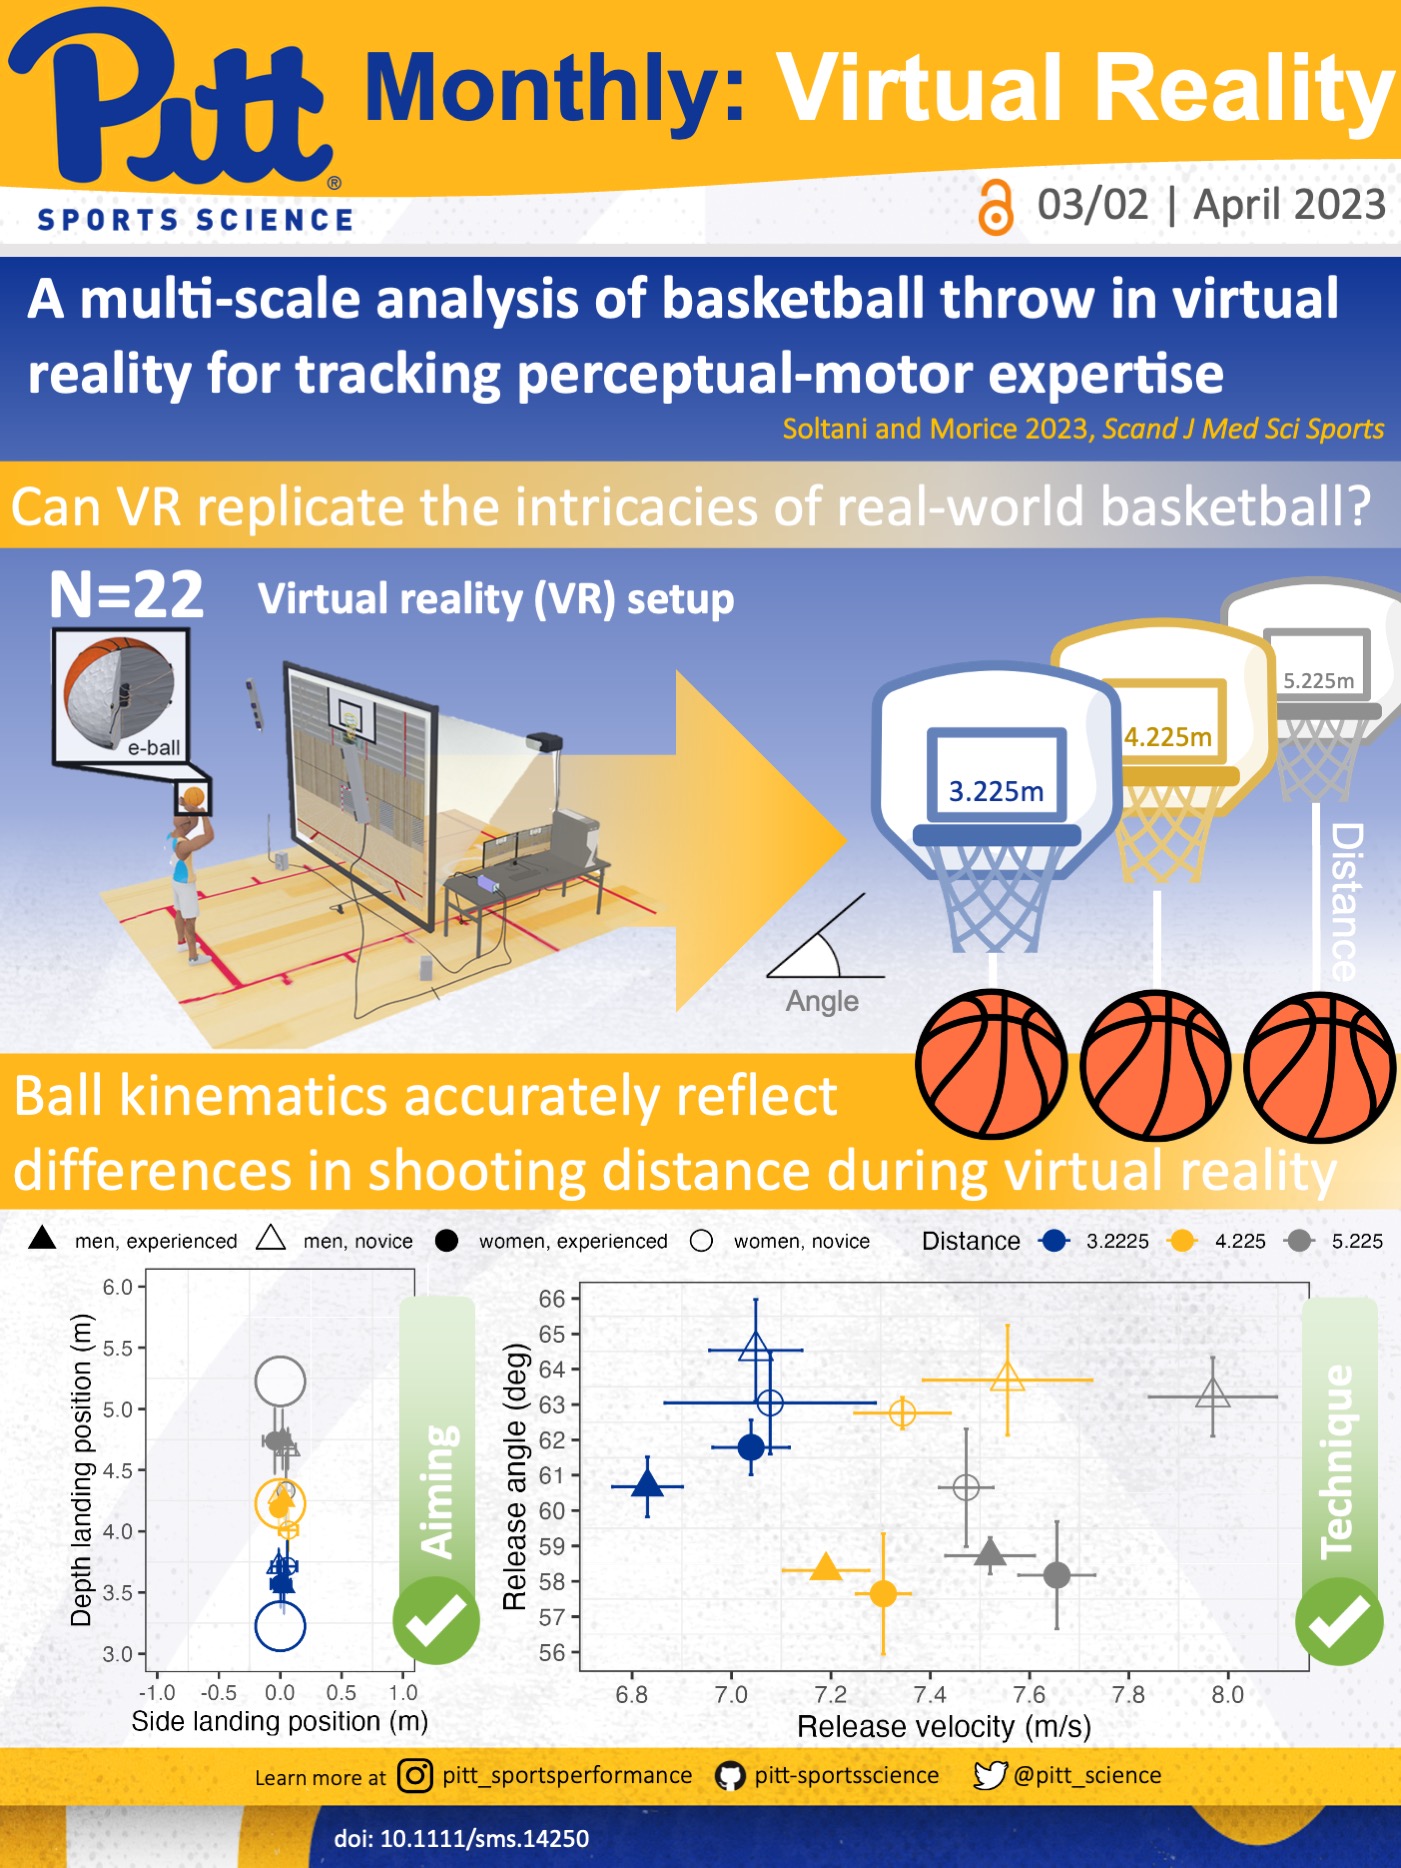 Pitt
®
SPORTS SCIENCE
Monthly: Virtual Reality
03/02 | April 2023
A multi-scale analysis of basketball throw in virtual
reality for tracking perceptual-motor expertise
Soltani and Morice 2023, Scand J Med Sci Sports
Can VR replicate the intricacies of real-world basketball?
N=22
Virtual reality (VR) setup
e-ball
3.225m
4.225m
5.225m
Distance
Angle
Ball kinematics accurately reflect
differences in shooting distance during virtual reality
men, experienced
men, novice
women, experienced
women, novice
Distance
3.2225
4.225
5.225
Depth landing position (m)
6.0
5.5
5.0
4.5
4.0
3.5
3.0
-1.0 -0.5 0.0 0.5 1.0
Side landing position (m)
Aiming
Release angle (deg)
66
65
64
63
62
61
60
59
58
57
56
6.8 7.0 7.2 7.4 7.6 7.8 8.0
Release velocity (m/s)
Technique
Learn more at pitt_sportsperformance pitt-sportsscience @pitt_science
doi: 10.1111/sms.14250